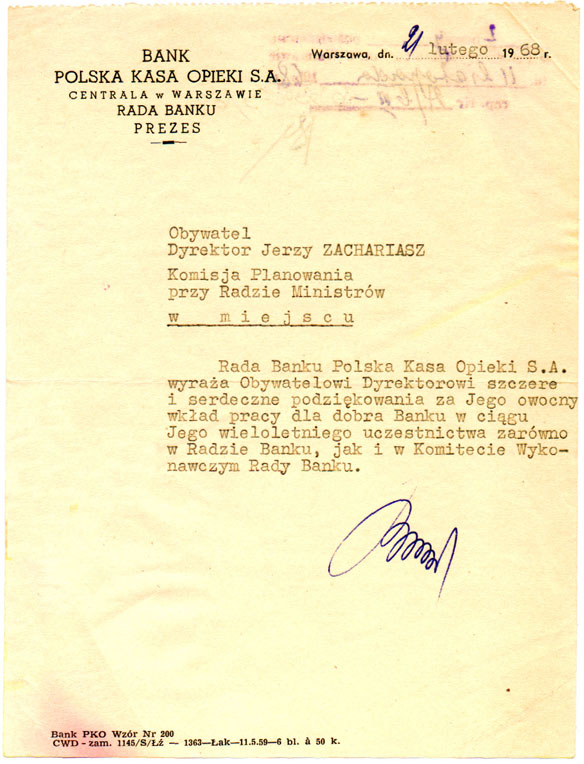 BANK
POLSKA KASA OPIEKI S.A.
CENTRALA w WARSZAWIE
RADA BANKU
PREZES
Warszawa, dn. 21 lutego 1968 r.
Obywatel
Dyrektor Jerzy ZACHARIASZ
Komisja Planowania
przy Radzie Ministrów
w miejscu
Rada Banku Polska Kasa Opieki S.A.
wyraża Obywatelowi Dyrektorowi szczere
i serdeczne podziękowania za Jego owocny
wkład pracy dla dobra Banku w ciągu
Jego wieloletniego uczestnictwa zarówno
w Radzie Banku, jak i w Komitecie Wyko-
nawczym Rady Banku.
Bank PKO Wzór Nr 200
CWD - zam. 1145/S/Łż — 1363—Łak—11.5.59—6 bl. à 50 k.